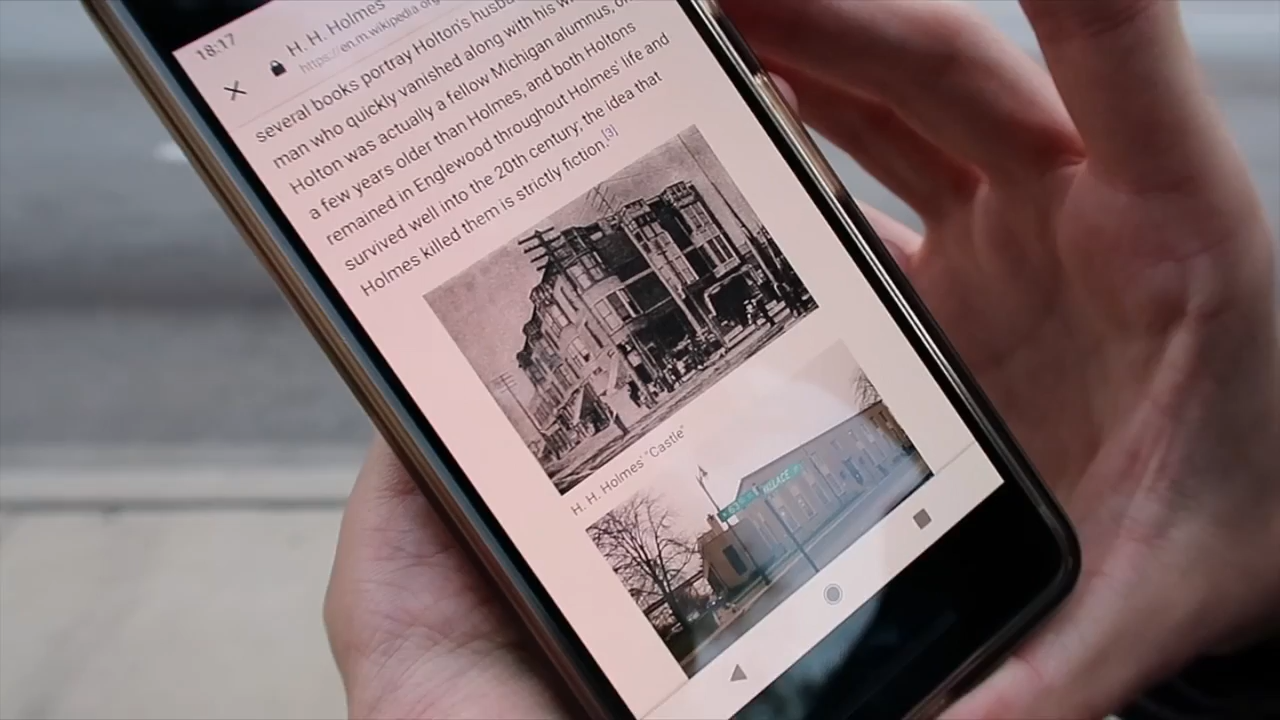 18:17
H. H. Holmes
https://en.m.wikipedia.org
several books portray Holton's husb
man who quickly vanished along with his w
Holton was actually a fellow Michigan alumnus, o
a few years older than Holmes, and both Holtons
remained in Englewood throughout Holmes' life and
survived well into the 20th century; the idea that
Holmes killed them is strictly fiction.[3]
H. H. Holmes' "Castle"
63rd WALLACE